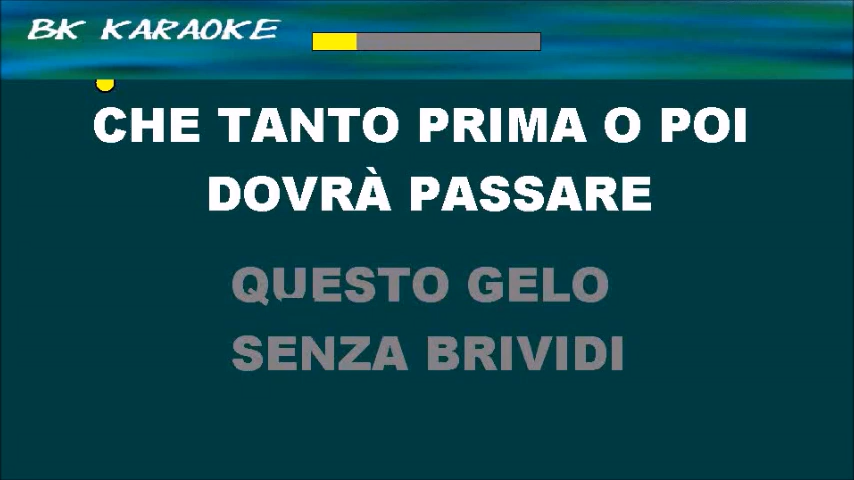 BK KARAOKE
CHE TANTO PRIMA O POI
DOVRÀ PASSARE
QUESTO GELO
SENZA BRIVIDI